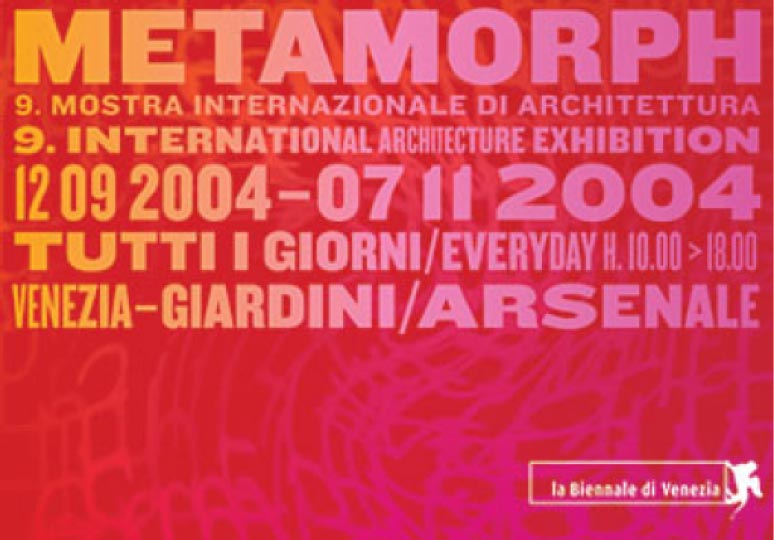 METAMORPH
9. MOSTRA INTERNAZIONALE DI ARCHITETTURA
9. INTERNATIONAL ARCHITECTURE EXHIBITION
12 09 2004–07 11 2004
TUTTI I GIORNI/EVERYDAY H. 10.00 > 18.00
VENEZIA–GIARDINI/ARSENALE
la Biennale di Venezia